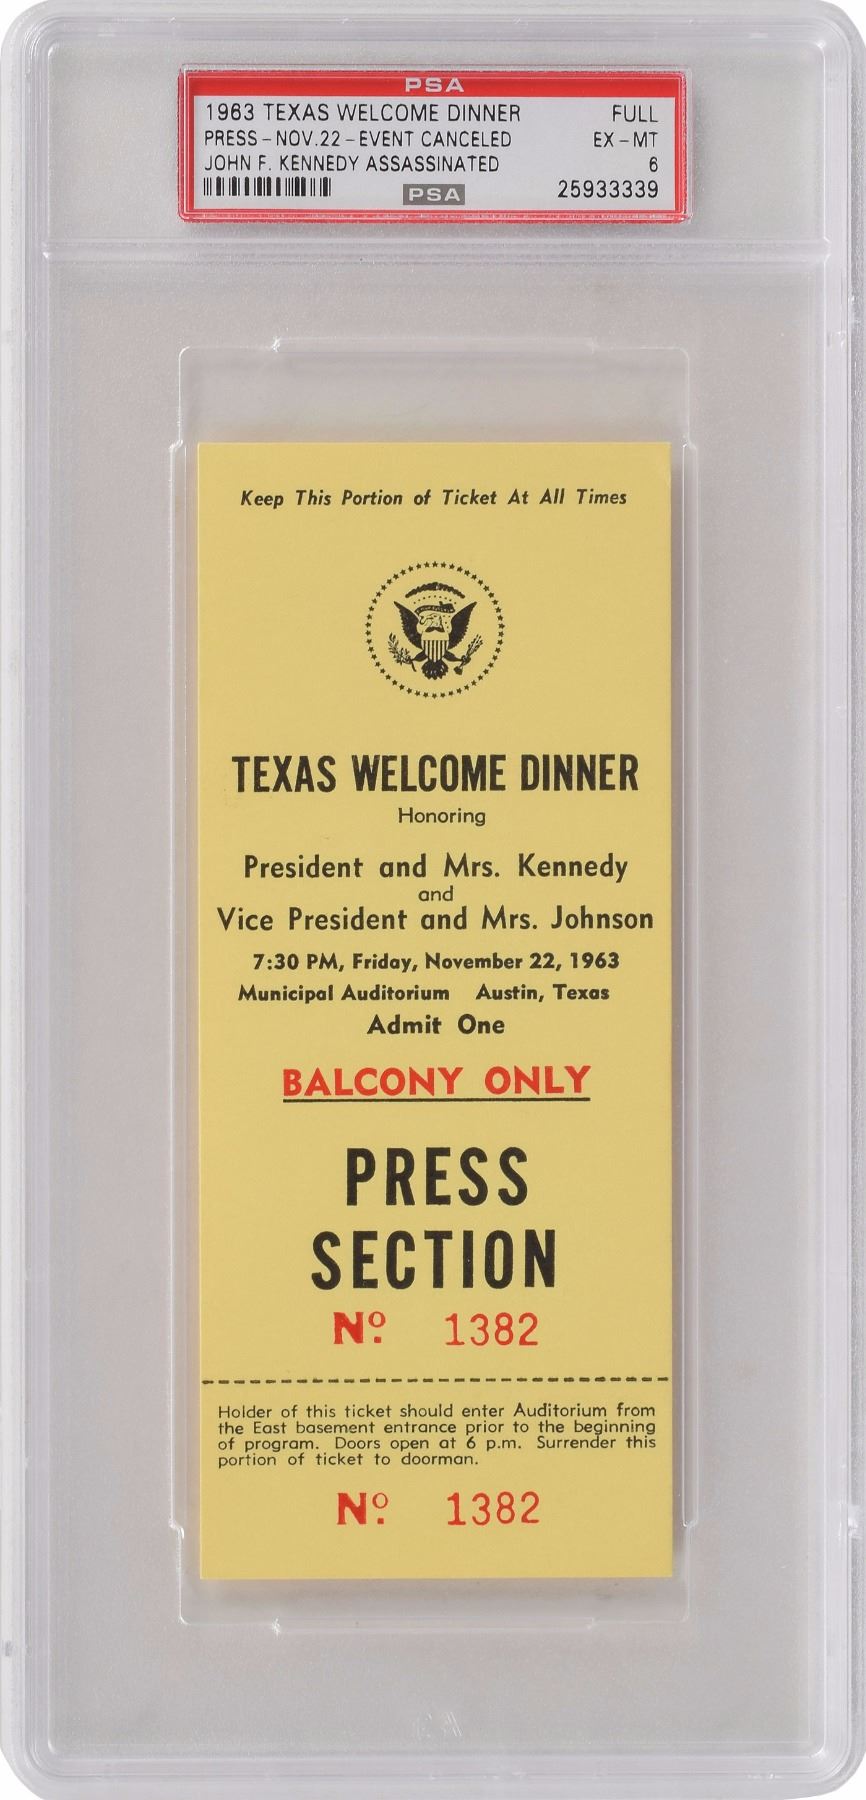 PSA
1963 TEXAS WELCOME DINNER FULL
PRESS - NOV.22 - EVENT CANCELED EX - MT
JOHN F. KENNEDY ASSASSINATED 6
PSA 25933339
Keep This Portion of Ticket At All Times
TEXAS WELCOME DINNER
Honoring
President and Mrs. Kennedy
and
Vice President and Mrs. Johnson
7:30 PM, Friday, November 22, 1963
Municipal Auditorium Austin, Texas
Admit One
BALCONY ONLY
PRESS
SECTION
Nº. 1382
Holder of this ticket should enter Auditorium from
the East basement entrance prior to the beginning
of program. Doors open at 6 p.m. Surrender this
portion of ticket to doorman.
Nº. 1382